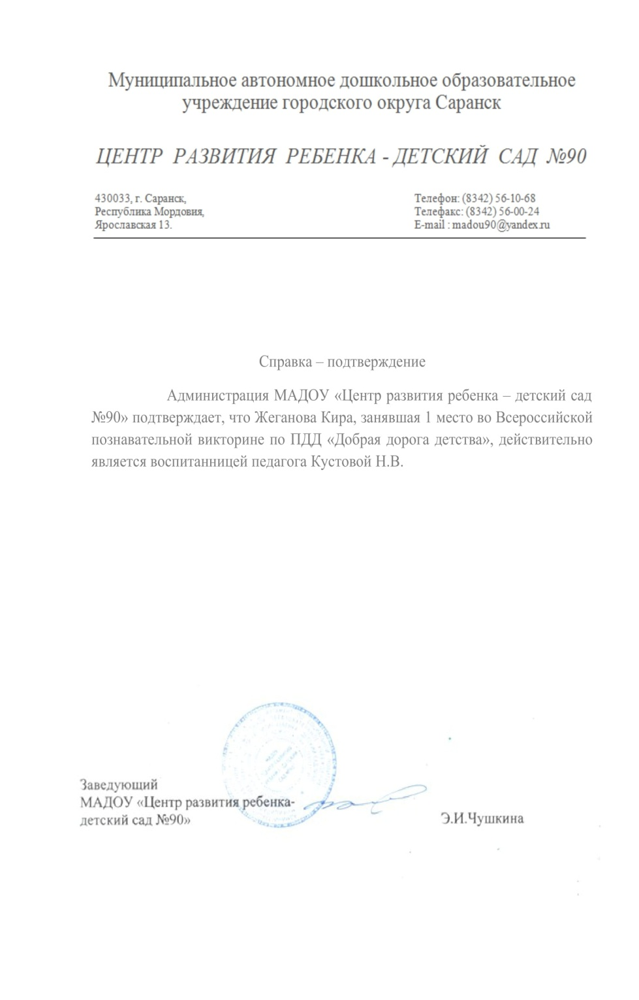 Муниципальное автономное дошкольное образовательное
учреждение городского округа Саранск
ЦЕНТР РАЗВИТИЯ РЕБЕНКА - ДЕТСКИЙ САД №90
430033, г. Саранск,
Республика Мордовия,
Ярославская 13.
Телефон: (8342) 56-10-68
Телефакс: (8342) 56-00-24
E-mail : madou90@yandex.ru
Справка – подтверждение
Администрация МАДОУ «Центр развития ребенка – детский сад
№90» подтверждает, что Жеганова Кира, занявшая 1 место во Всероссийской
познавательной викторине по ПДД «Добрая дорога детства», действительно
является воспитанницей педагога Кустовой Н.В.
Заведующий
МАДОУ «Центр развития ребенка-
детский сад №90»
Э.И.Чушкина